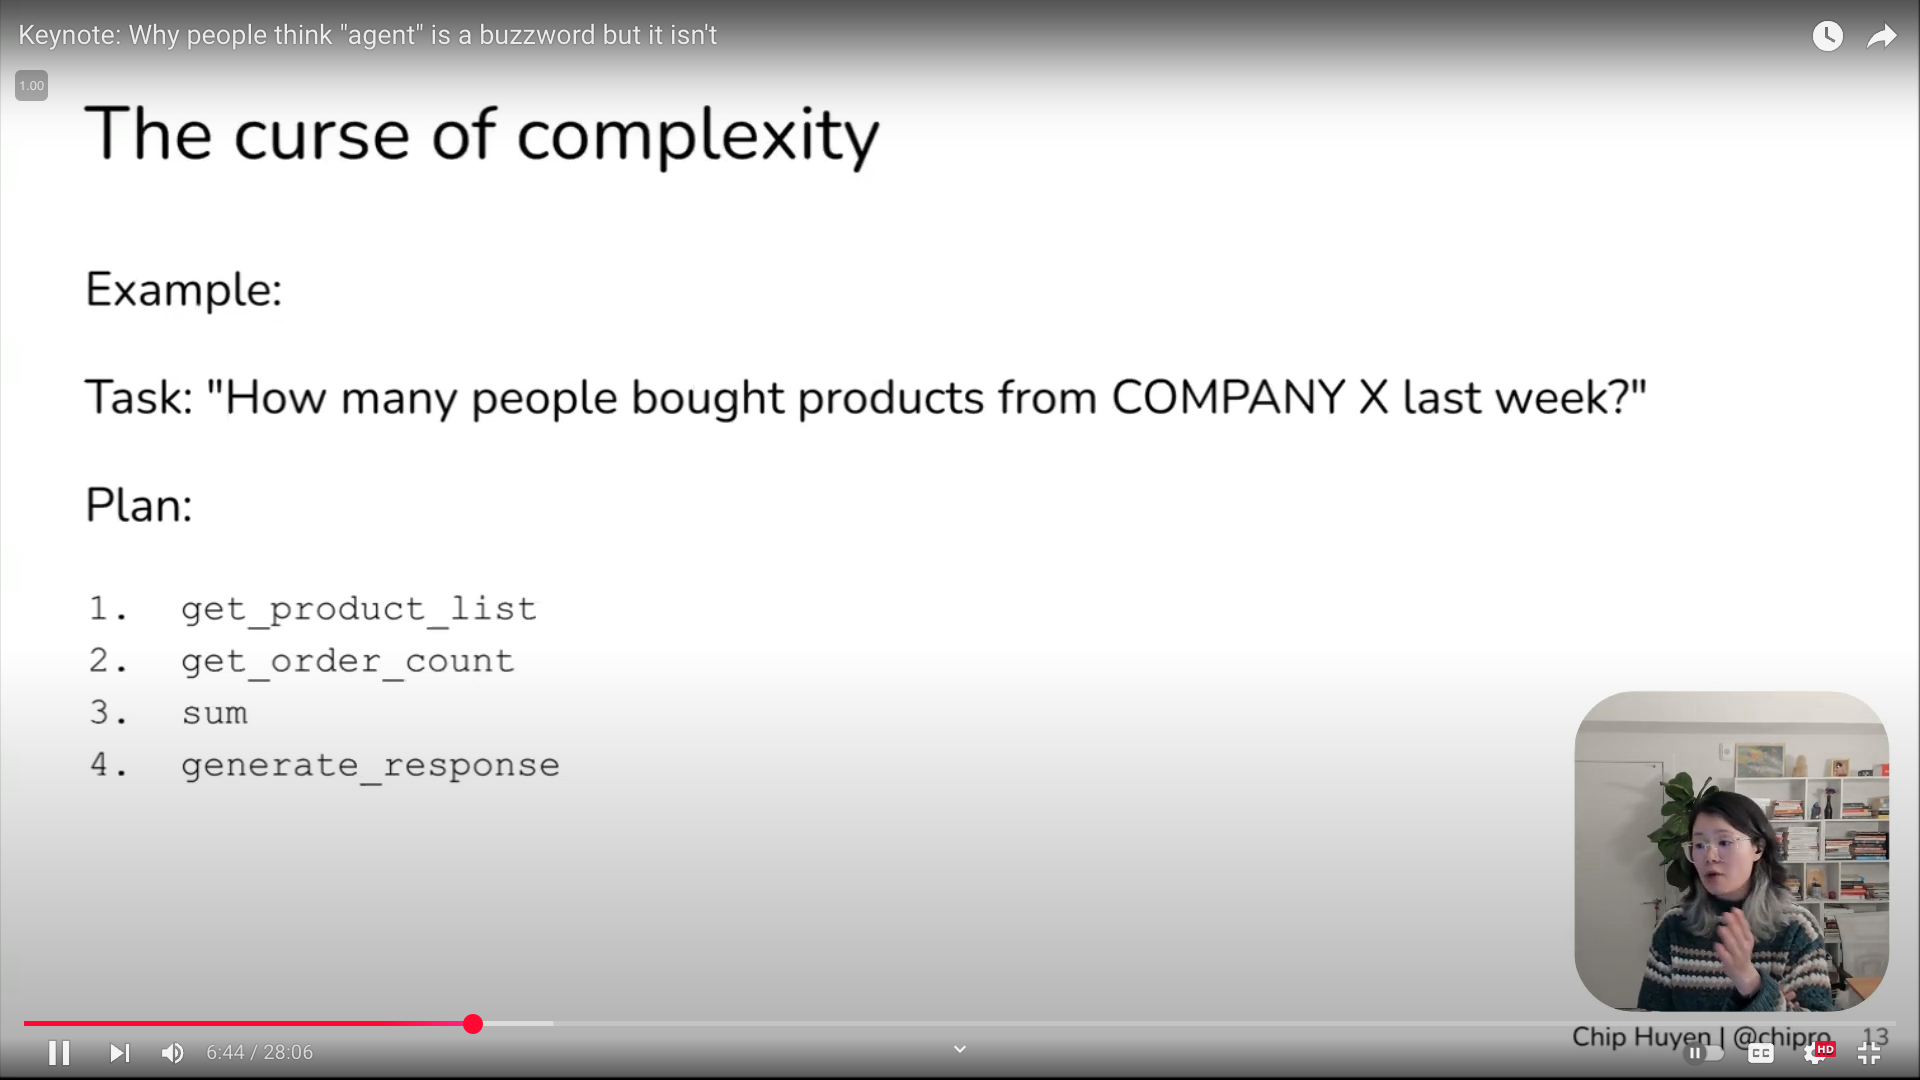 Keynote: Why people think "agent" is a buzzword but it isn't
1.00
The curse of complexity
Example:
Task: "How many people bought products from COMPANY X last week?"
Plan:
1. get_product_list
2. get_order_count
3. sum
4. generate_response
Chip Huyen | @chipro 13
6:44 / 28:06
CC
HD